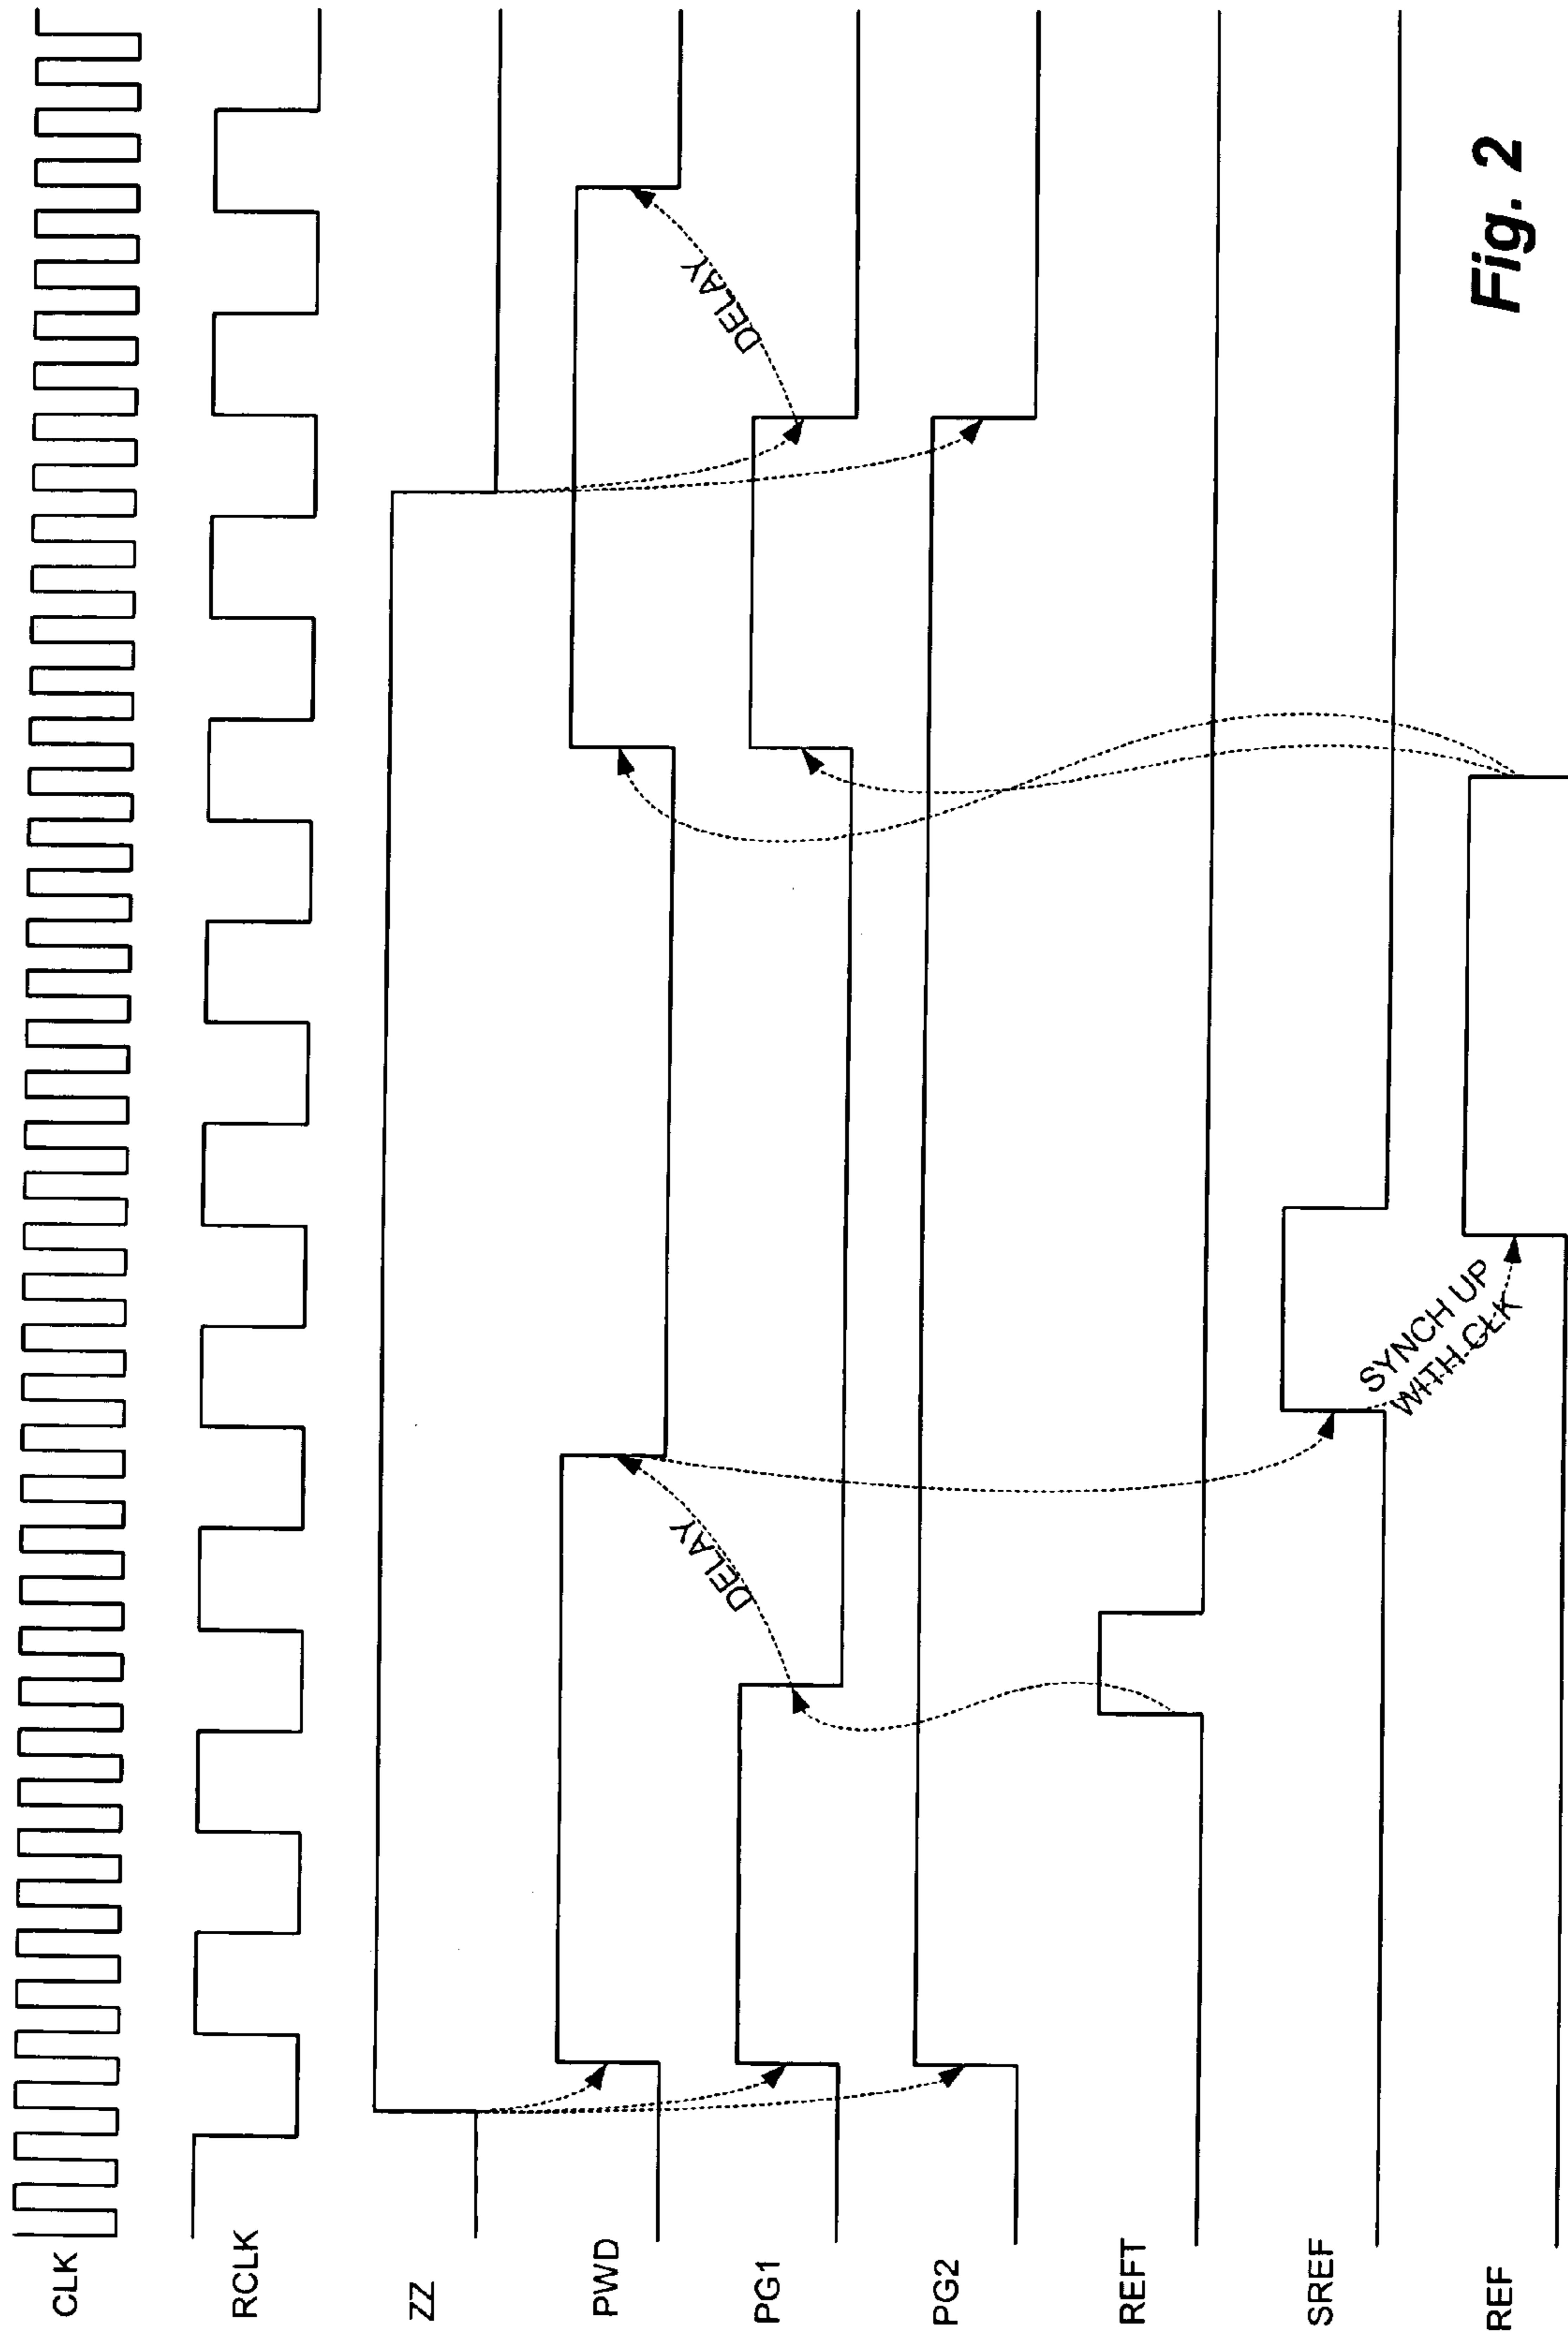 CLK
RCLK
ZZ
PWD
PG1
PG2
REFT
SREF
REF
DELAY
DELAY
SYNCH UP
WITH CLK
Fig. 2